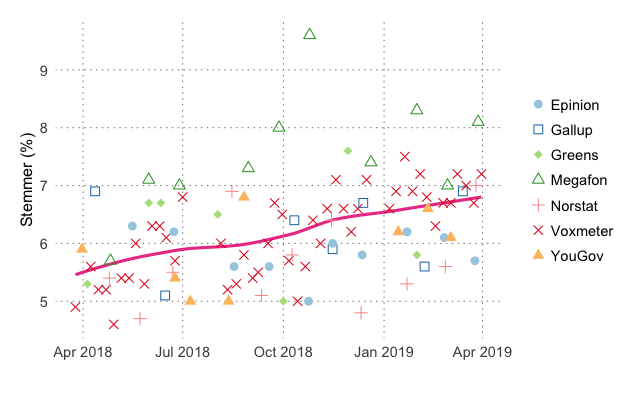 Stemmer (%)
9
8
7
6
5
Apr 2018 Jul 2018 Oct 2018 Jan 2019 Apr 2019
Epinion
Gallup
Greens
Megafon
Norstat
Voxmeter
YouGov